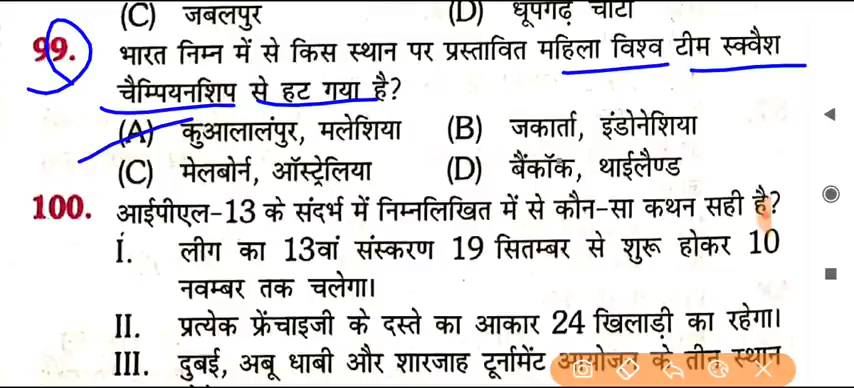 (C) जबलपुर (D) धूपगढ़ चोटी
99. भारत निम्न में से किस स्थान पर प्रस्तावित महिला विश्व टीम स्क्वैश
चैम्पियनशिप से हट गया है?
(A) कुआलालंपुर, मलेशिया (B) जकार्ता, इंडोनेशिया
(C) मेलबोर्न, ऑस्ट्रेलिया (D) बैंकॉक, थाईलैण्ड
100. आईपीएल-13 के संदर्भ में निम्नलिखित में से कौन-सा कथन सही है?
I. लीग का 13वां संस्करण 19 सितम्बर से शुरू होकर 10
नवम्बर तक चलेगा।
II. प्रत्येक फ्रेंचाइजी के दस्ते का आकार 24 खिलाडी का रहेगा।
III. दुबई, अबू धाबी और शारजाह टूर्नामेंट आयोजन के तीन स्थान